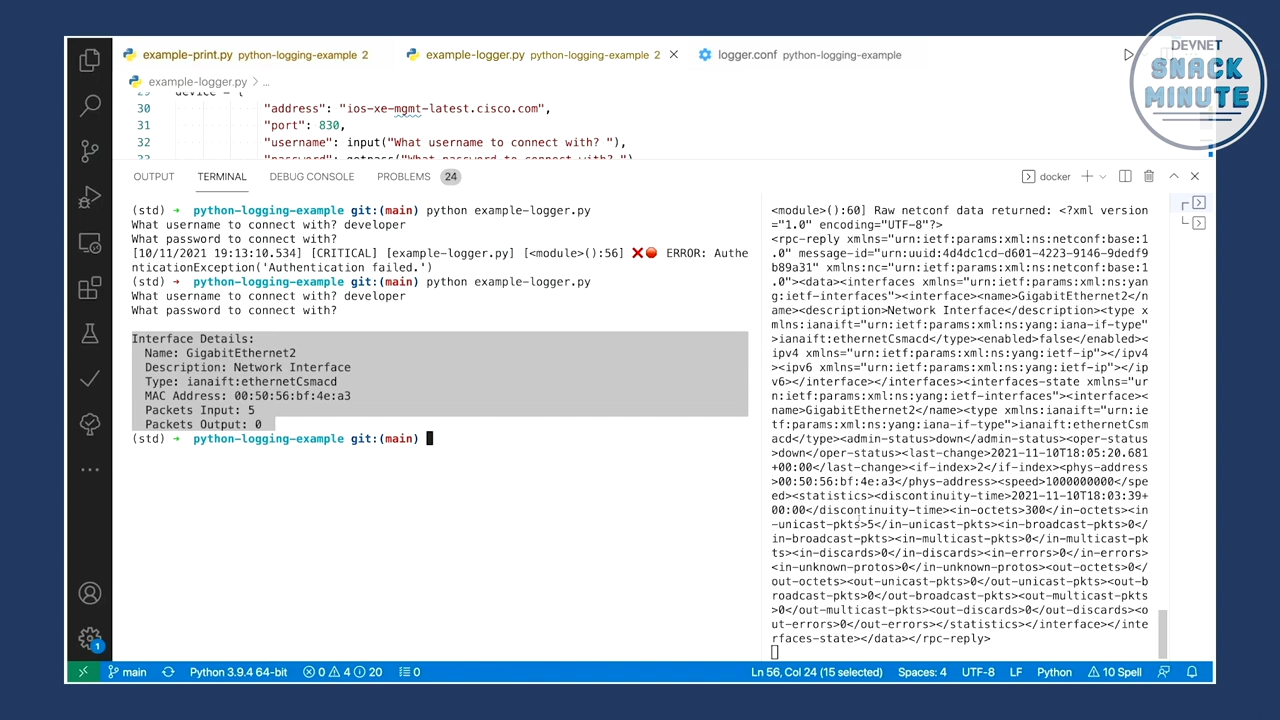 DEVNET
SNACK
MINUTE
example-print.py python-logging-example 2
example-logger.py python-logging-example 2
logger.conf python-logging-example
example-logger.py > ...
29 device = {
30 "address": "ios-xe-mgmt-latest.cisco.com",
31 "port": 830,
32 "username": input("What username to connect with? "),
33 "password": getpass("What password to connect with? ")
OUTPUT TERMINAL DEBUG CONSOLE PROBLEMS 24
docker
(std) → python-logging-example git:(main) python example-logger.py
What username to connect with? developer
What password to connect with?
[10/11/2021 19:13:10.534] [CRITICAL] [example-logger.py] [<module>():56] ❌🛑 ERROR: Authe
nticationException('Authentication failed.')
(std) → python-logging-example git:(main) python example-logger.py
What username to connect with? developer
What password to connect with?
Interface Details:
Name: GigabitEthernet2
Description: Network Interface
Type: ianaift:ethernetCsmacd
MAC Address: 00:50:56:bf:4e:a3
Packets Input: 5
Packets Output: 0
(std) → python-logging-example git:(main)
<module>():60] Raw netconf data returned: <?xml version
="1.0" encoding="UTF-8"?>
<rpc-reply xmlns="urn:ietf:params:xml:ns:netconf:base:1
.0" message-id="urn:uuid:4d4dc1cd-d601-4223-9146-9dedf9
b89a31" xmlns:nc="urn:ietf:params:xml:ns:netconf:base:1
.0"><data><interfaces xmlns="urn:ietf:params:xml:ns:yan
g:ietf-interfaces"><interface><name>GigabitEthernet2</n
ame><description>Network Interface</description><type x
mlns:ianaift="urn:ietf:params:xml:ns:yang:iana-if-type"
>ianaift:ethernetCsmacd</type><enabled>false</enabled><
ipv4 xmlns="urn:ietf:params:xml:ns:yang:ietf-ip"></ipv4
><ipv6 xmlns="urn:ietf:params:xml:ns:yang:ietf-ip"></ip
v6></interface></interfaces><interfaces-state xmlns="ur
n:ietf:params:xml:ns:yang:ietf-interfaces"><interface><
name>GigabitEthernet2</name><type xmlns:ianaift="urn:ie
tf:params:xml:ns:yang:iana-if-type">ianaift:ethernetCsm
acd</type><admin-status>down</admin-status><oper-status
>down</oper-status><last-change>2021-11-10T18:05:20.681
+00:00</last-change><if-index>2</if-index><phys-address
>00:50:56:bf:4e:a3</phys-address><speed>1000000000</spe
ed><statistics><discontinuity-time>2021-11-10T18:03:39+
00:00</discontinuity-time><in-octets>300</in-octets><in
-unicast-pkts>5</in-unicast-pkts><in-broadcast-pkts>0</
in-broadcast-pkts><in-multicast-pkts>0</in-multicast-pk
ts><in-discards>0</in-discards><in-errors>0</in-errors>
<in-unknown-protos>0</in-unknown-protos><out-octets>0</
out-octets><out-unicast-pkts>0</out-unicast-pkts><out-b
roadcast-pkts>0</out-broadcast-pkts><out-multicast-pkts
>0</out-multicast-pkts><out-discards>0</out-discards><o
ut-errors>0</out-errors></statistics></interface></inte
rfaces-state></data></rpc-reply>
1
main Python 3.9.4 64-bit 0 4 20 0 Ln 56, Col 24 (15 selected) Spaces: 4 UTF-8 LF Python 10 Spell